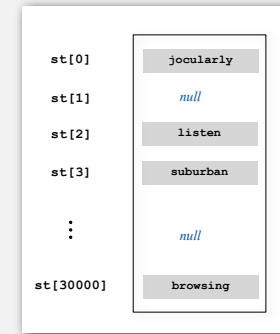 st[0] jocularly
st[1] null
st[2] listen
st[3] suburban
⋮ null
st[30000] browsing